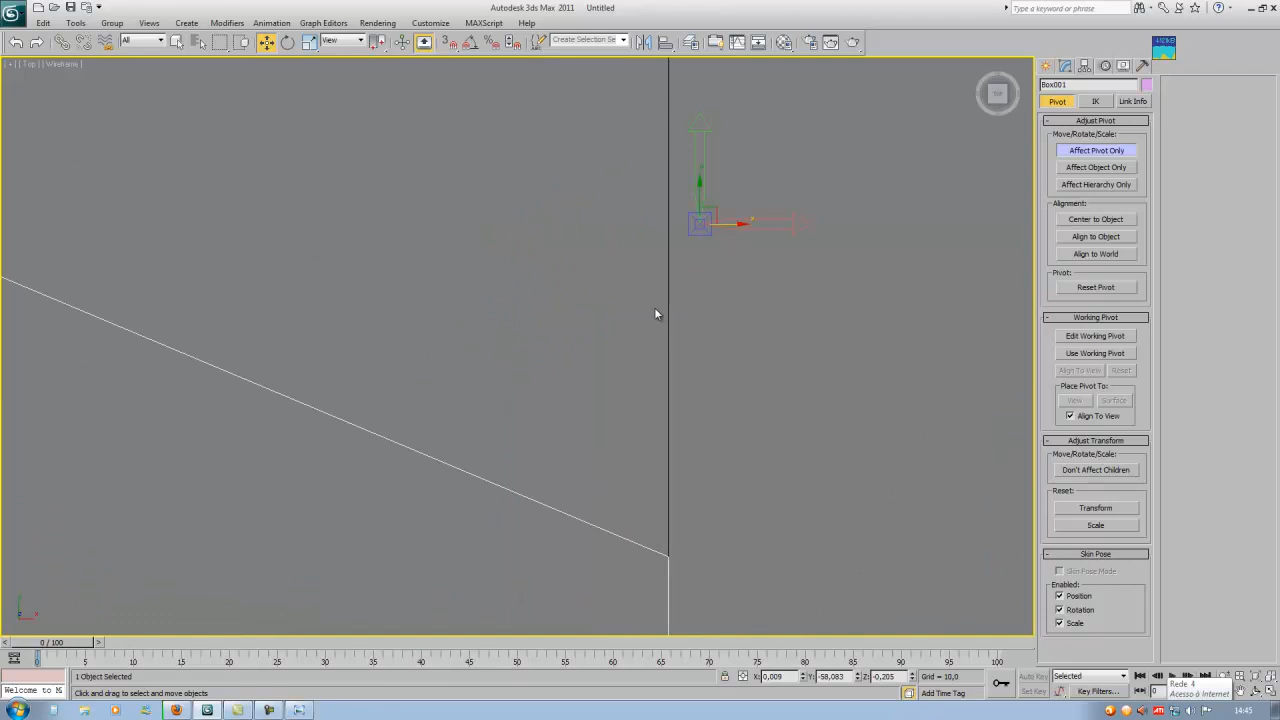 Autodesk 3ds Max 2011 Untitled
Type a keyword or phrase
Edit Tools Group Views Create Modifiers Animation Graph Editors Rendering Customize MAXScript Help
All View Create Selection Se
[ + ] Top | Wireframe ]
TOP
y
x
z x
Box001
Pivot IK Link Info
- Adjust Pivot
Move/Rotate/Scale:
Affect Pivot Only
Affect Object Only
Affect Hierarchy Only
Alignment:
Center to Object
Align to Object
Align to World
Pivot:
Reset Pivot
- Working Pivot
Edit Working Pivot
Use Working Pivot
Align To View Reset
Place Pivot To:
View Surface
Align To View
- Adjust Transform
Move/Rotate/Scale:
Don't Affect Children
Reset:
Transform
Scale
- Skin Pose
Skin Pose Mode
Enabled:
Position
Rotation
Scale
< 0 / 100 >
0 5 10 15 20 25 30 35 40 45 50 55 60 65 70 75 80 85 90 95 100
1 Object Selected X: 0,009 Y: -58,083 Z: -0,205 Grid = 10,0 Auto Key Selected
Welcome to M Click and drag to select and move objects Add Time Tag Set Key Key Filters... 0
Rede 4
Acesso à Internet
14:45